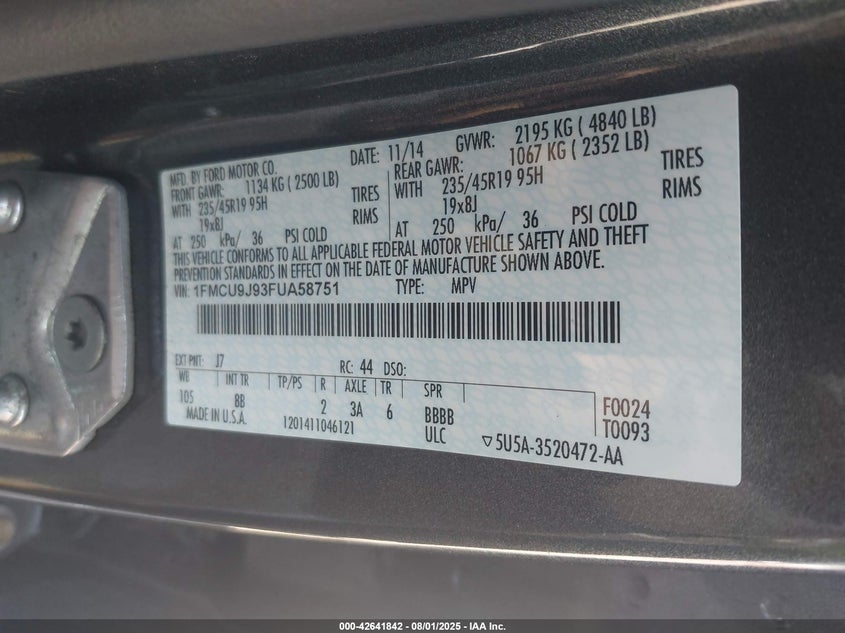 MFD. BY FORD MOTOR CO.
DATE: 11/14 GVWR: 2195 KG ( 4840 LB)
FRONT GAWR: 1134 KG ( 2500 LB)
REAR GAWR: 1067 KG ( 2352 LB)
WITH 235/45R19 95H TIRES
WITH 235/45R19 95H TIRES
19x8J RIMS
19x8J RIMS
AT 250 kPa/ 36 PSI COLD
AT 250 kPa/ 36 PSI COLD
THIS VEHICLE CONFORMS TO ALL APPLICABLE FEDERAL MOTOR VEHICLE SAFETY AND THEFT
PREVENTION STANDARDS IN EFFECT ON THE DATE OF MANUFACTURE SHOWN ABOVE.
VIN: 1FMCU9J93FUA58751 TYPE: MPV
EXT PNT: J7 RC: 44 DSO:
WB INT TR TP/PS R AXLE TR SPR
105 8B 2 3A 6 BBBB F0024
MADE IN U.S.A. 1201411046121 ULC T0093
▽5U5A-3520472-AA
000-42641842 - 08/01/2025 - IAA Inc.